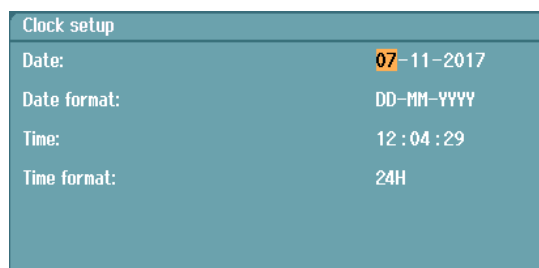 Clock setup
Date: 07-11-2017
Date format: DD-MM-YYYY
Time: 12:04:29
Time format: 24H